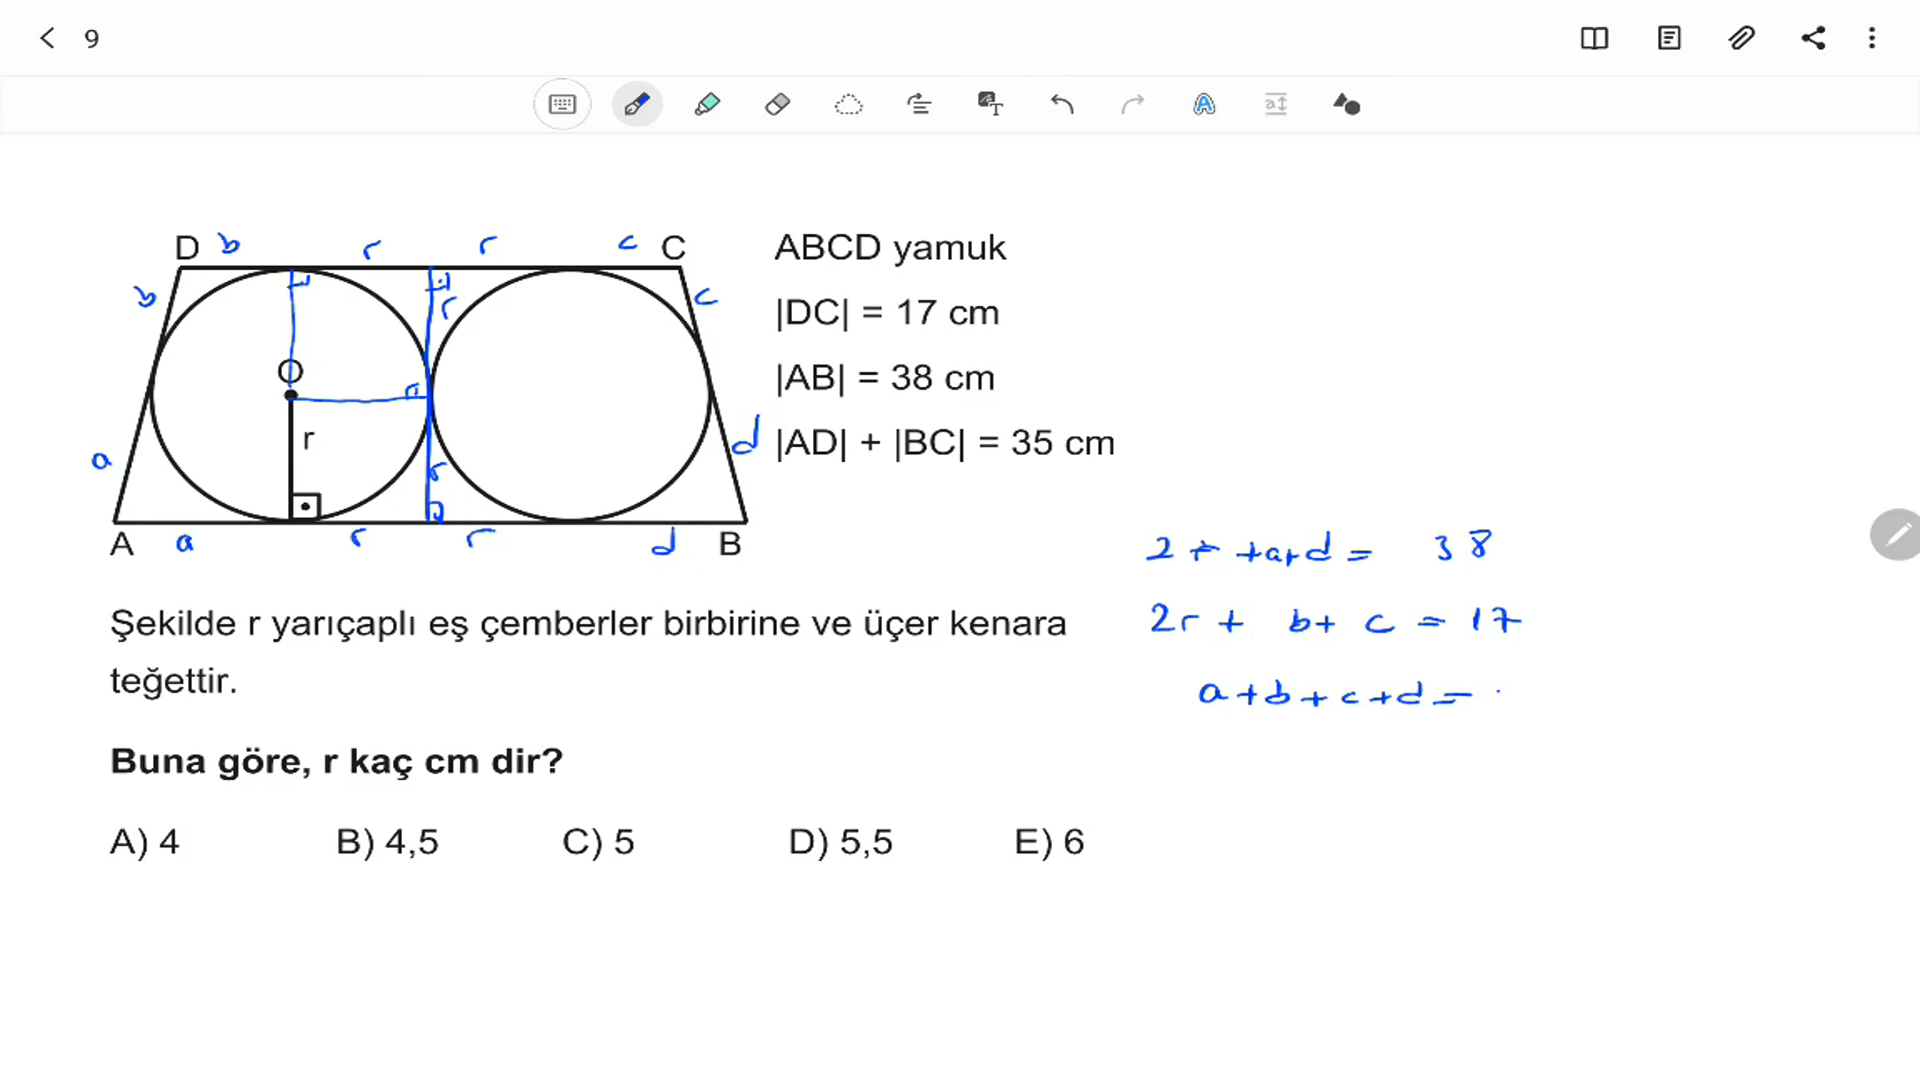 9
D b r r c C
b r c
O
r
a r d
A a r r d B
ABCD yamuk
|DC| = 17 cm
|AB| = 38 cm
|AD| + |BC| = 35 cm
2r +a+d = 38
2r + b+ c = 17
a+b+c+d=
Şekilde r yarıçaplı eş çemberler birbirine ve üçer kenara
teğettir.
Buna göre, r kaç cm dir?
A) 4 B) 4,5 C) 5 D) 5,5 E) 6